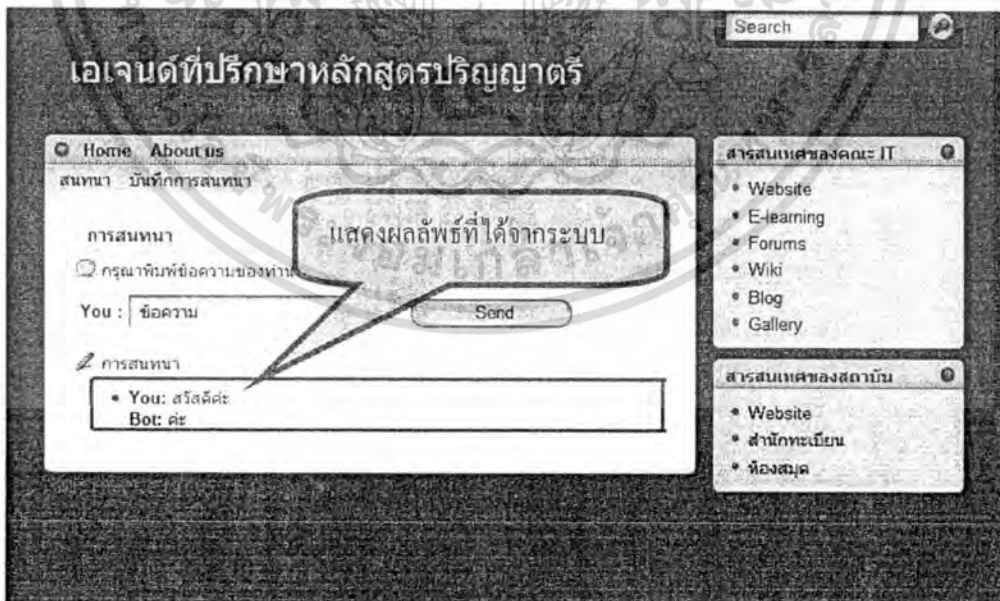 Search
เอเจนต์ที่ปรึกษาหลักสูตรปริญญาตรี
Home About us
สนทนา บันทึกการสนทนา
แสดงผลลัพธ์ที่ได้จากระบบ
การสนทนา
กรุณาพิมพ์ข้อความของท่าน
You : ข้อความ Send
การสนทนา
You: สวัสดีค่ะ
Bot: ค่ะ
สารสนเทศของคณะ IT
Website
E-learning
Forums
Wiki
Blog
Gallery
สารสนเทศของสถาบัน
Website
สำนักทะเบียน
ห้องสมุด